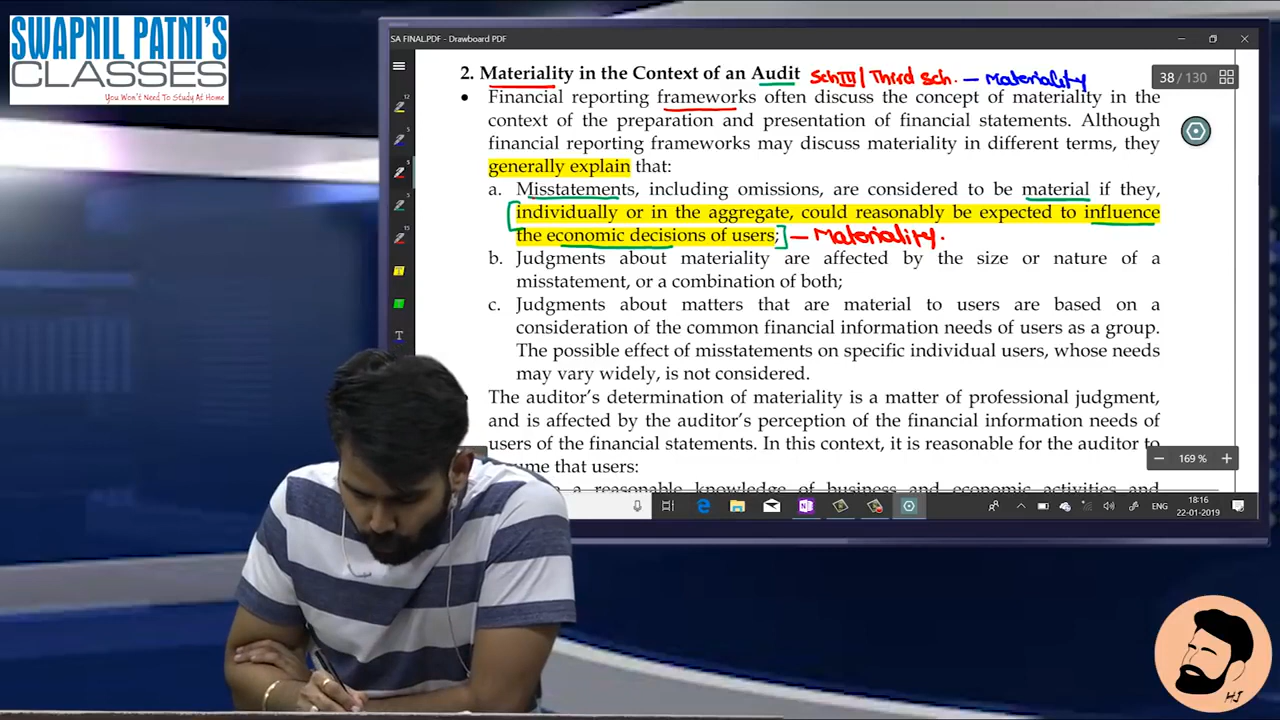 SWAPNIL PATNI'S
CLASSES
You Won't Need To Study At Home
SA FINAL.PDF - Drawboard PDF
2. Materiality in the Context of an Audit SchIII / Third Sch. – Materiality
38 / 130
• Financial reporting frameworks often discuss the concept of materiality in the
context of the preparation and presentation of financial statements. Although
financial reporting frameworks may discuss materiality in different terms, they
generally explain that:
a. Misstatements, including omissions, are considered to be material if they,
individually or in the aggregate, could reasonably be expected to influence
the economic decisions of users; – Materiality.
b. Judgments about materiality are affected by the size or nature of a
misstatement, or a combination of both;
c. Judgments about matters that are material to users are based on a
consideration of the common financial information needs of users as a group.
The possible effect of misstatements on specific individual users, whose needs
may vary widely, is not considered.
The auditor's determination of materiality is a matter of professional judgment,
and is affected by the auditor's perception of the financial information needs of
users of the financial statements. In this context, it is reasonable for the auditor to
ume that users:
a reasonable knowledge of business and economic activities and
169 %
ENG
18:16
22-01-2019
HJ